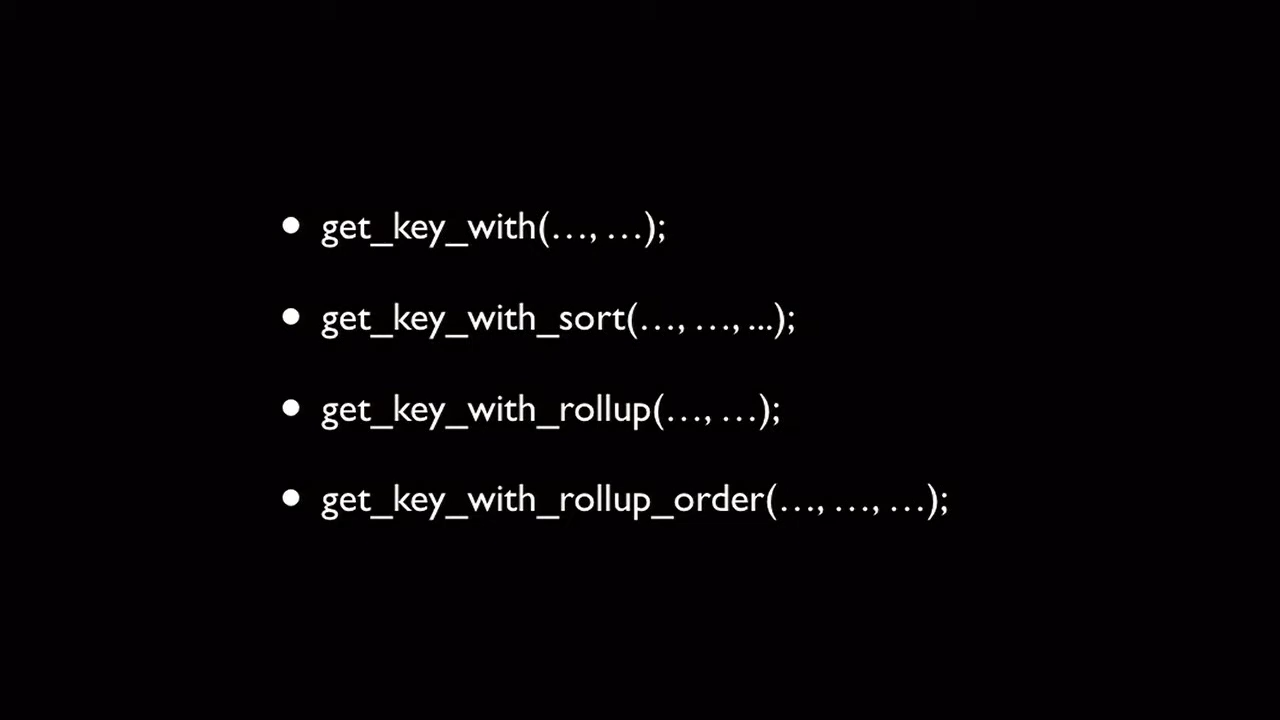 • get_key_with(…, …);
• get_key_with_sort(…, …, ...);
• get_key_with_rollup(…, …);
• get_key_with_rollup_order(…, …, …);